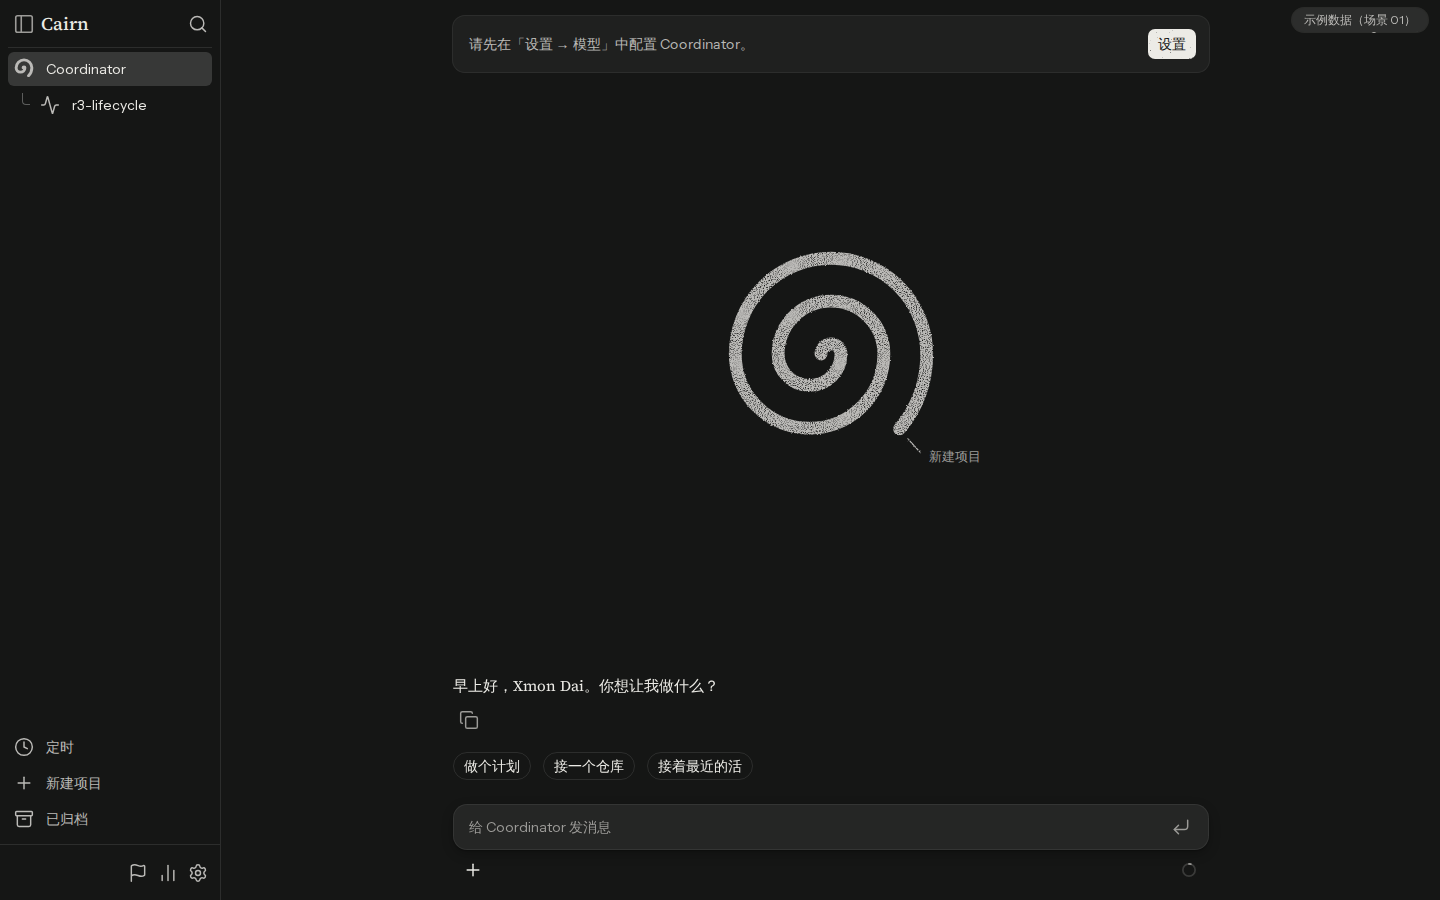 Cairn
Coordinator
r3-lifecycle
定时
新建项目
已归档
请先在「设置 → 模型」中配置 Coordinator。
设置
示例数据（场景 01）
新建项目
早上好，Xmon Dai。你想让我做什么？
做个计划
接一个仓库
接着最近的活
给 Coordinator 发消息